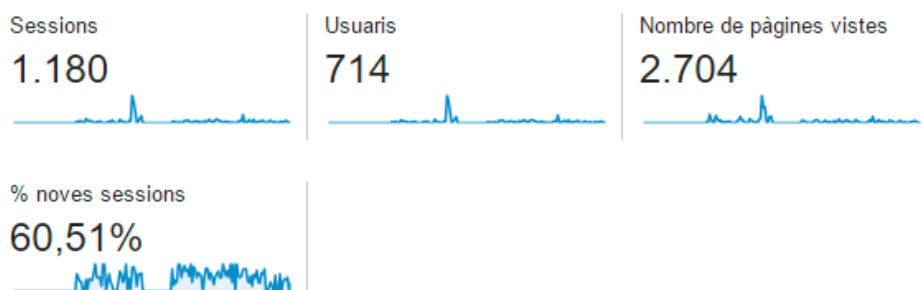 Sessions
1.180
Usuaris
714
Nombre de pàgines vistes
2.704
% noves sessions
60,51%